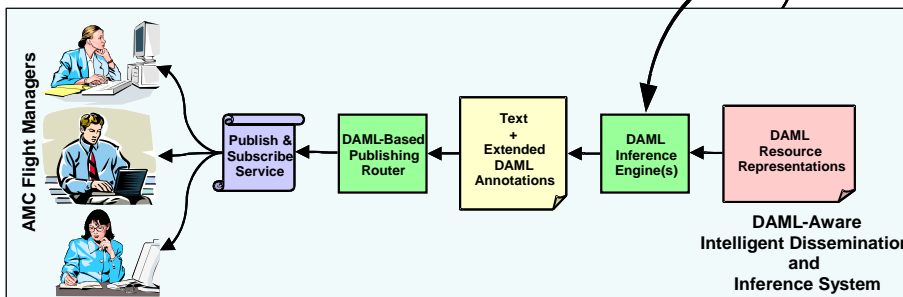 AMC Flight Managers
Publish &
Subscribe
Service
DAML-Based
Publishing
Router
Text
+
Extended
DAML
Annotations
DAML
Inference
Engine(s)
DAML
Resource
Representations
DAML-Aware
Intelligent Dissemination
and
Inference System